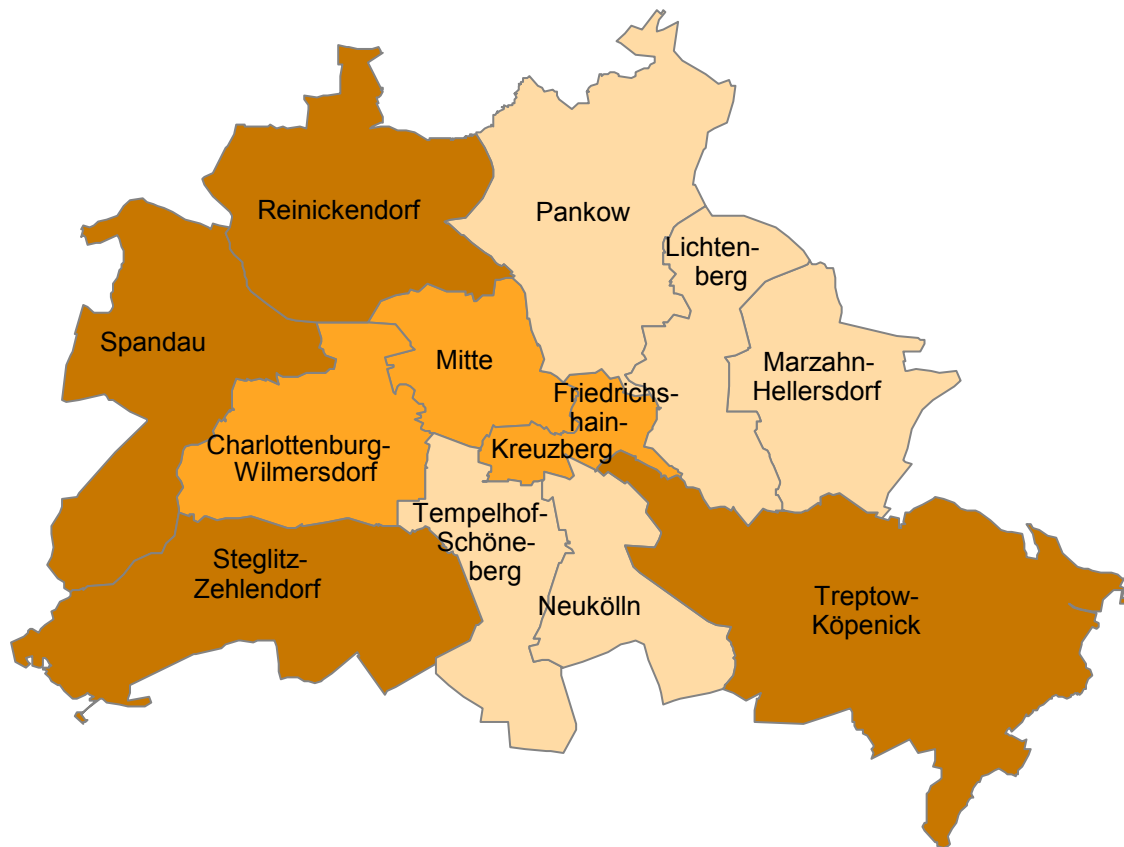 Reinickendorf
Pankow
Lichten-
berg
Spandau
Mitte
Marzahn-
Hellersdorf
Friedrichs-
hain-
Kreuzberg
Charlottenburg-
Wilmersdorf
Tempelhof-
Schöne-
berg
Steglitz-
Zehlendorf
Neukölln
Treptow-
Köpenick